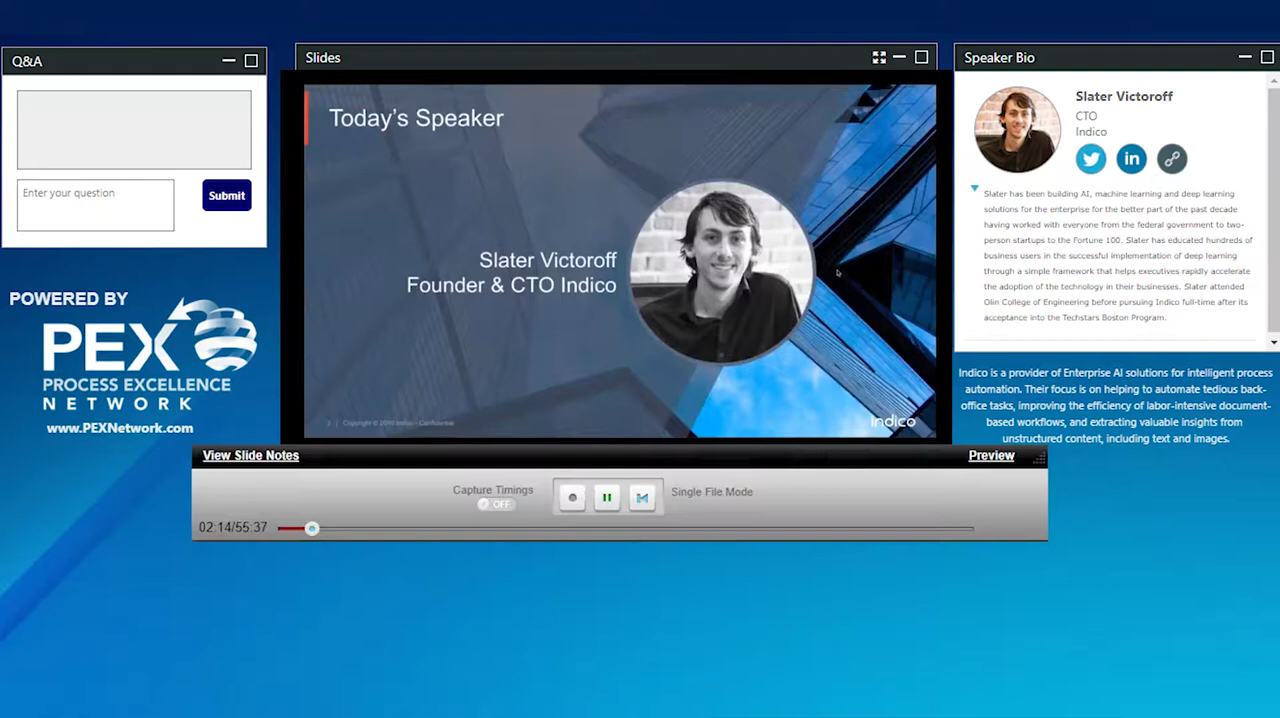 Q&A
Enter your question
Submit
POWERED BY
PEX
PROCESS EXCELLENCE
NETWORK
www.PEXNetwork.com
Slides
Today's Speaker
Slater Victoroff
Founder & CTO Indico
2 | Copyright © 2019 Indico - Confidential
indico
View Slide Notes
Preview
Capture Timings
OFF
Single File Mode
02:14/55:37
Speaker Bio
Slater Victoroff
CTO
Indico
in
Slater has been building AI, machine learning and deep learning
solutions for the enterprise for the better part of the past decade
having worked with everyone from the federal government to two-
person startups to the Fortune 100. Slater has educated hundreds of
business users in the successful implementation of deep learning
through a simple framework that helps executives rapidly accelerate
the adoption of the technology in their businesses. Slater attended
Olin College of Engineering before pursuing Indico full-time after its
acceptance into the Techstars Boston Program.
Indico is a provider of Enterprise AI solutions for intelligent process
automation. Their focus is on helping to automate tedious back-
office tasks, improving the efficiency of labor-intensive document-
based workflows, and extracting valuable insights from
unstructured content, including text and images.